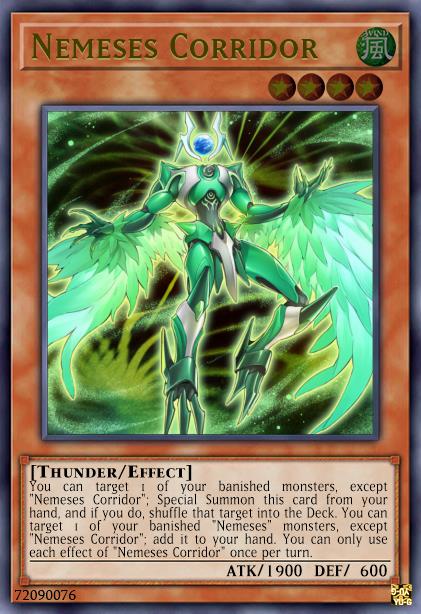 Nemeses Corridor
WIND
風
[Thunder/Effect]
You can target 1 of your banished monsters, except
"Nemeses Corridor"; Special Summon this card from your
hand, and if you do, shuffle that target into the Deck. You can
target 1 of your banished "Nemeses" monsters, except
"Nemeses Corridor"; add it to your hand. You can only use
each effect of "Nemeses Corridor" once per turn.
ATK/1900 DEF/ 600
72090076